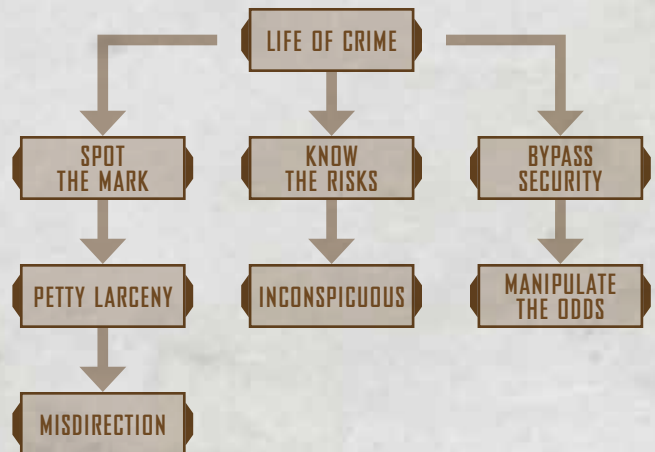 LIFE OF CRIME
SPOT
THE MARK
KNOW
THE RISKS
BYPASS
SECURITY
PETTY LARCENY
INCONSPICUOUS
MANIPULATE
THE ODDS
MISDIRECTION